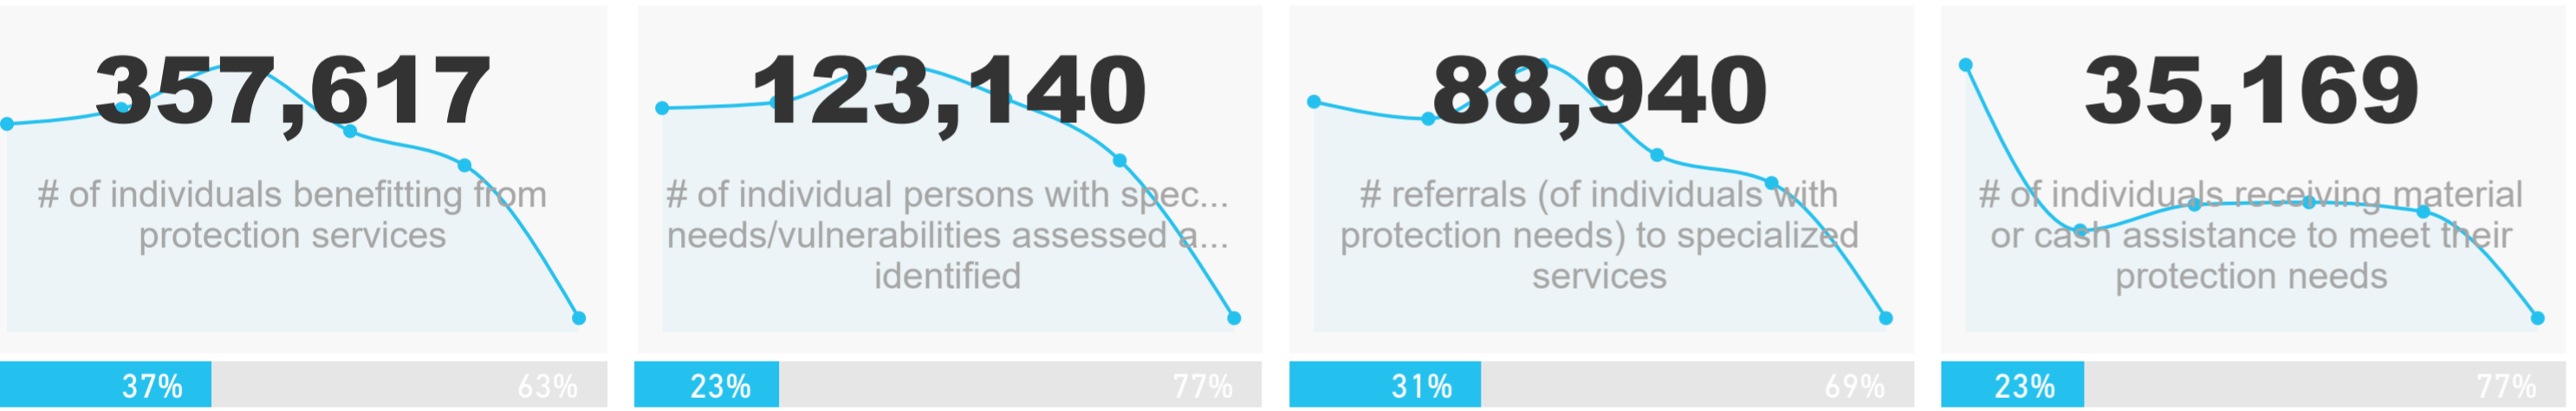 357,617
# of individuals benefitting from
protection services
37%
63%
123,140
# of individual persons with spec...
needs/vulnerabilities assessed a...
identified
23%
77%
88,940
# referrals (of individuals with
protection needs) to specialized
services
31%
69%
35,169
# of individuals receiving material
or cash assistance to meet their
protection needs
23%
77%